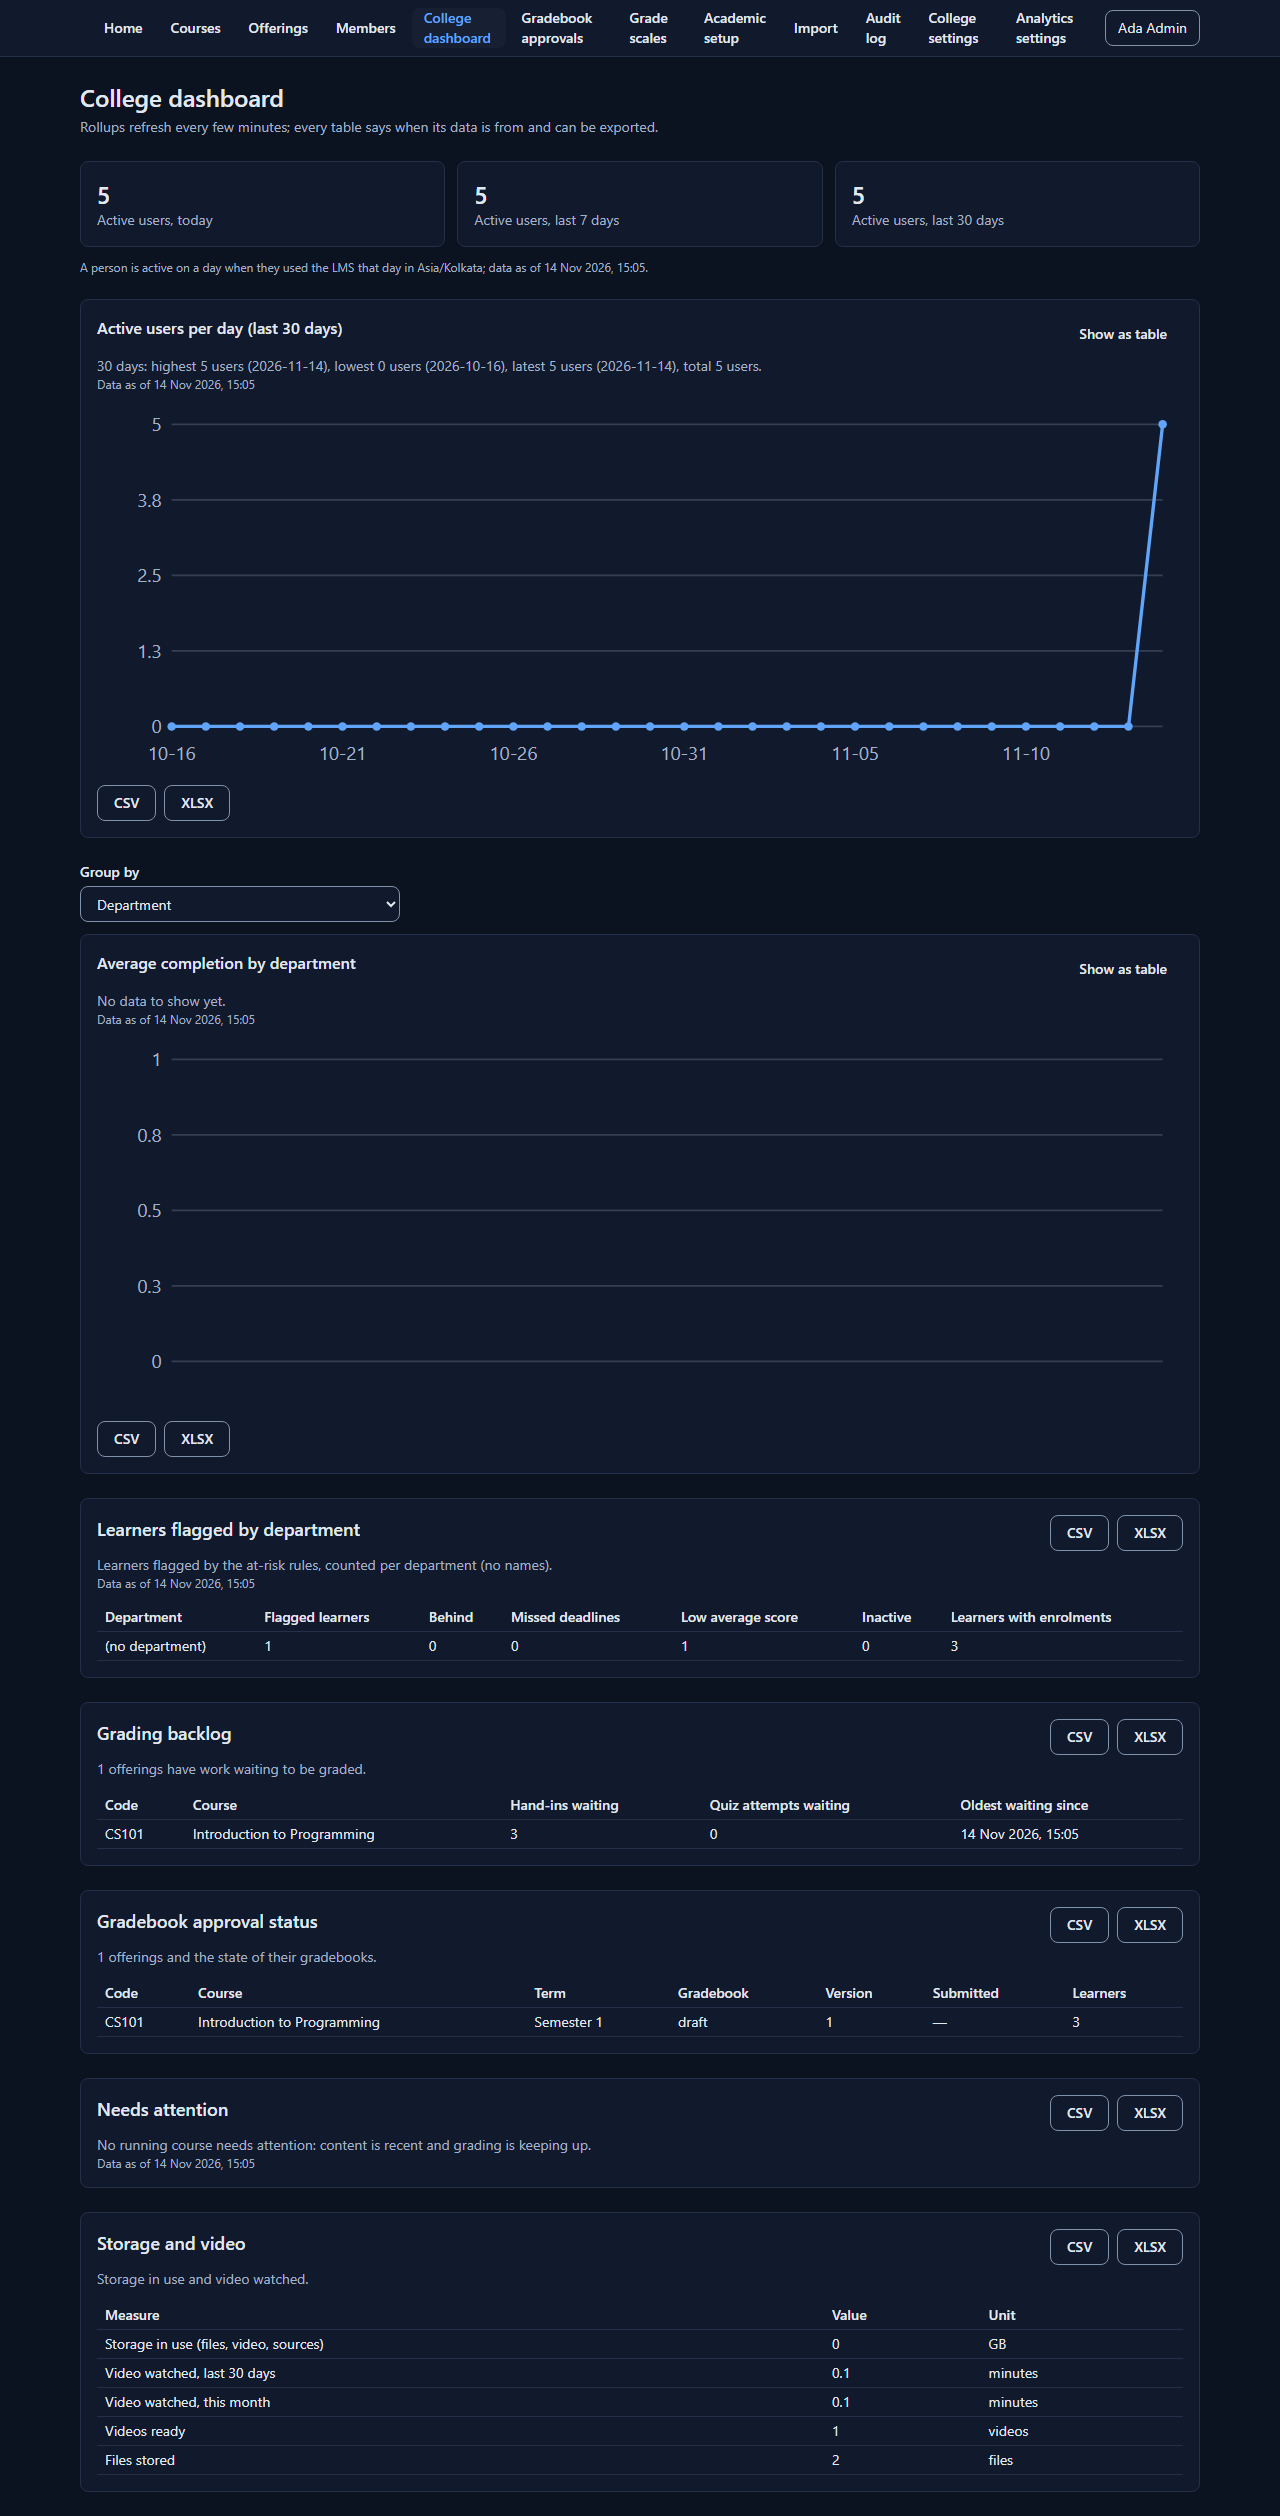 Home
Courses
Offerings
Members
College dashboard
Gradebook approvals
Grade scales
Academic setup
Import
Audit log
College settings
Analytics settings
Ada Admin
College dashboard
Rollups refresh every few minutes; every table says when its data is from and can be exported.
5
Active users, today
5
Active users, last 7 days
5
Active users, last 30 days
A person is active on a day when they used the LMS that day in Asia/Kolkata; data as of 14 Nov 2026, 15:05.
Active users per day (last 30 days)
Show as table
30 days: highest 5 users (2026-11-14), lowest 0 users (2026-10-16), latest 5 users (2026-11-14), total 5 users.
Data as of 14 Nov 2026, 15:05
5
3.8
2.5
1.3
0
10-16 10-21 10-26 10-31 11-05 11-10
CSV XLSX
Group by
Department
Average completion by department
Show as table
No data to show yet.
Data as of 14 Nov 2026, 15:05
1
0.8
0.5
0.3
0
CSV XLSX
Learners flagged by department
CSV XLSX
Learners flagged by the at-risk rules, counted per department (no names).
Data as of 14 Nov 2026, 15:05
Department Flagged learners Behind Missed deadlines Low average score Inactive Learners with enrolments
(no department) 1 0 0 1 0 3
Grading backlog
CSV XLSX
1 offerings have work waiting to be graded.
Code Course Hand-ins waiting Quiz attempts waiting Oldest waiting since
CS101 Introduction to Programming 3 0 14 Nov 2026, 15:05
Gradebook approval status
CSV XLSX
1 offerings and the state of their gradebooks.
Code Course Term Gradebook Version Submitted Learners
CS101 Introduction to Programming Semester 1 draft 1 — 3
Needs attention
CSV XLSX
No running course needs attention: content is recent and grading is keeping up.
Data as of 14 Nov 2026, 15:05
Storage and video
CSV XLSX
Storage in use and video watched.
Measure Value Unit
Storage in use (files, video, sources) 0 GB
Video watched, last 30 days 0.1 minutes
Video watched, this month 0.1 minutes
Videos ready 1 videos
Files stored 2 files